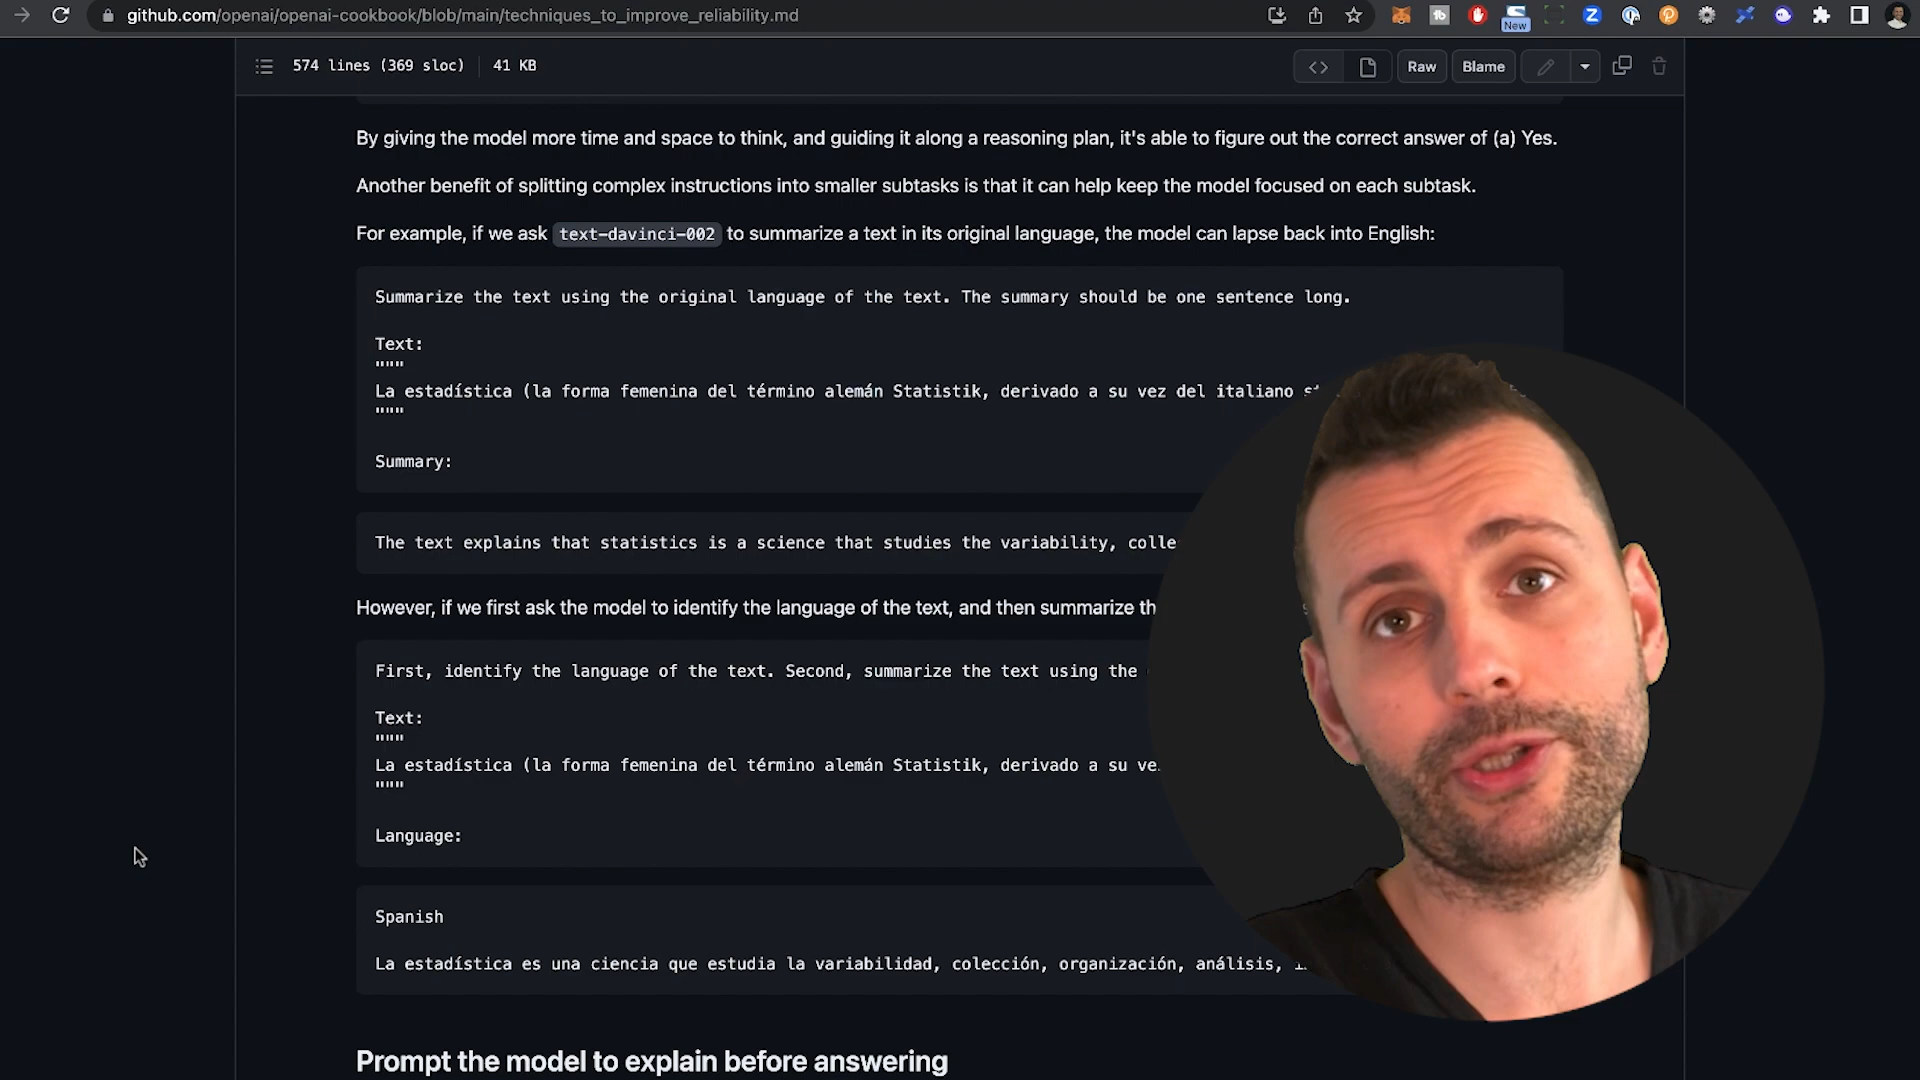 github.com/openai/openai-cookbook/blob/main/techniques_to_improve_reliability.md
New
574 lines (369 sloc) 41 KB
Raw
Blame
By giving the model more time and space to think, and guiding it along a reasoning plan, it's able to figure out the correct answer of (a) Yes.
Another benefit of splitting complex instructions into smaller subtasks is that it can help keep the model focused on each subtask.
For example, if we ask text-davinci-002 to summarize a text in its original language, the model can lapse back into English:
Summarize the text using the original language of the text. The summary should be one sentence long.
Text:
"""
La estadística (la forma femenina del término alemán Statistik, derivado a su vez del italiano
"""
Summary:
The text explains that statistics is a science that studies the variability,
However, if we first ask the model to identify the language of the text, and then summarize
First, identify the language of the text. Second, summarize the text using the
Text:
"""
La estadística (la forma femenina del término alemán Statistik, derivado a su
"""
Language:
Spanish
La estadística es una ciencia que estudia la variabilidad, colección, organización, análisis,
Prompt the model to explain before answering